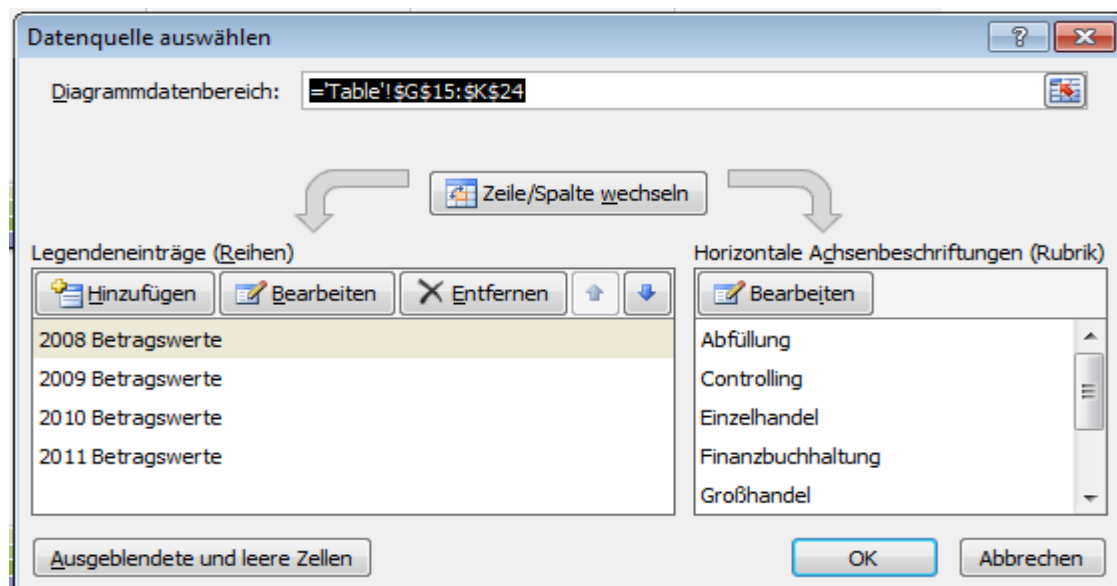 Datenquelle auswählen
Diagrammdatenbereich: ='Table'!$G$15:$K$24
Zeile/Spalte wechseln
Legendeneinträge (Reihen)
Hinzufügen Bearbeiten Entfernen
2008 Betragswerte
2009 Betragswerte
2010 Betragswerte
2011 Betragswerte
Horizontale Achsenbeschriftungen (Rubrik)
Bearbeiten
Abfüllung
Controlling
Einzelhandel
Finanzbuchhaltung
Großhandel
Ausgeblendete und leere Zellen
OK Abbrechen